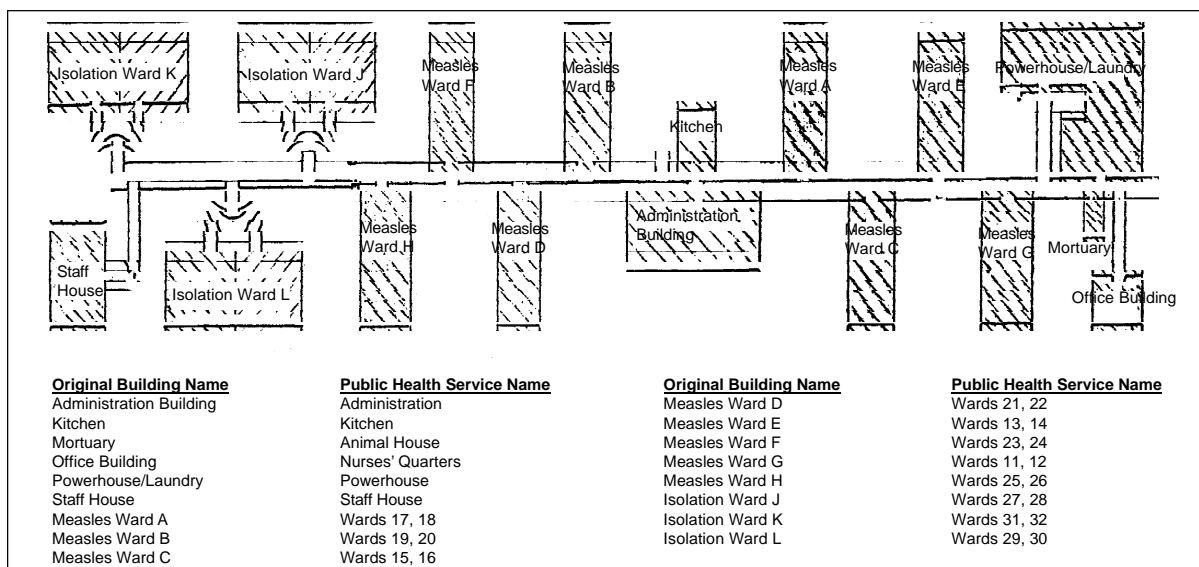 Isolation Ward K
Isolation Ward J
Measles
Ward F
Measles
Ward B
Measles
Ward A
Measles
Ward E
Powerhouse/Laundry
Kitchen
Staff
House
Isolation Ward L
Measles
Ward H
Measles
Ward D
Administration
Building
Measles
Ward C
Measles
Ward G
Mortuary
Office Building
Original Building Name Public Health Service Name Original Building Name Public Health Service Name
Administration Building Administration Measles Ward D Wards 21, 22
Kitchen Kitchen Measles Ward E Wards 13, 14
Mortuary Animal House Measles Ward F Wards 23, 24
Office Building Nurses' Quarters Measles Ward G Wards 11, 12
Powerhouse/Laundry Powerhouse Measles Ward H Wards 25, 26
Staff House Staff House Isolation Ward J Wards 27, 28
Measles Ward A Wards 17, 18 Isolation Ward K Wards 31, 32
Measles Ward B Wards 19, 20 Isolation Ward L Wards 29, 30
Measles Ward C Wards 15, 16